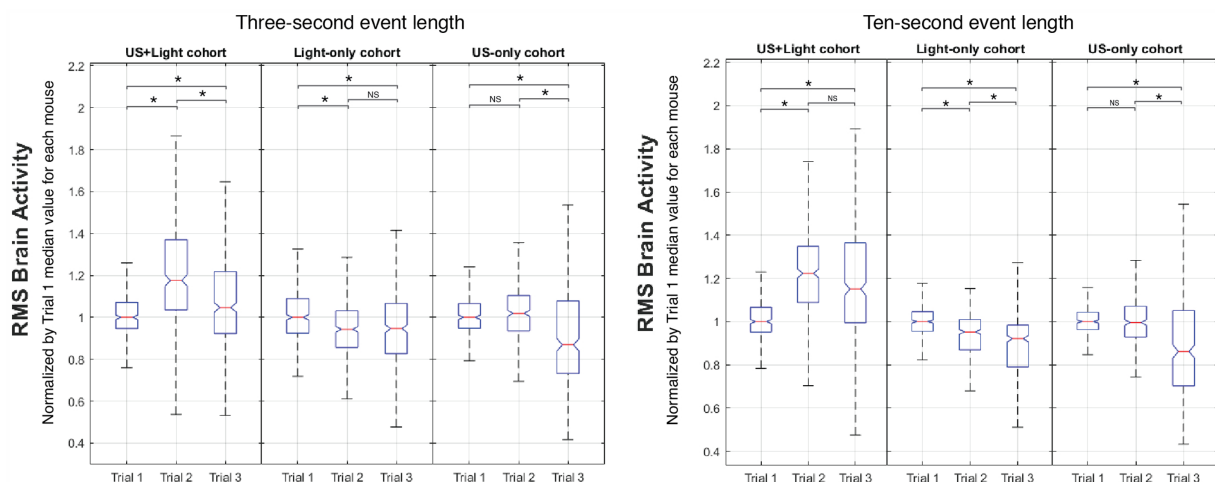 Three-second event length
US+Light cohort Light-only cohort US-only cohort
RMS Brain Activity
Normalized by Trial 1 median value for each mouse
2.2
2
1.8
1.6
1.4
1.2
1
0.8
0.6
0.4
* * *
* * NS
NS * *
Trial 1 Trial 2 Trial 3 Trial 1 Trial 2 Trial 3 Trial 1 Trial 2 Trial 3
Ten-second event length
US+Light cohort Light-only cohort US-only cohort
RMS Brain Activity
Normalized by Trial 1 median value for each mouse
2.2
2
1.8
1.6
1.4
1.2
1
0.8
0.6
0.4
* * *
* NS * * NS *
Trial 1 Trial 2 Trial 3 Trial 1 Trial 2 Trial 3 Trial 1 Trial 2 Trial 3